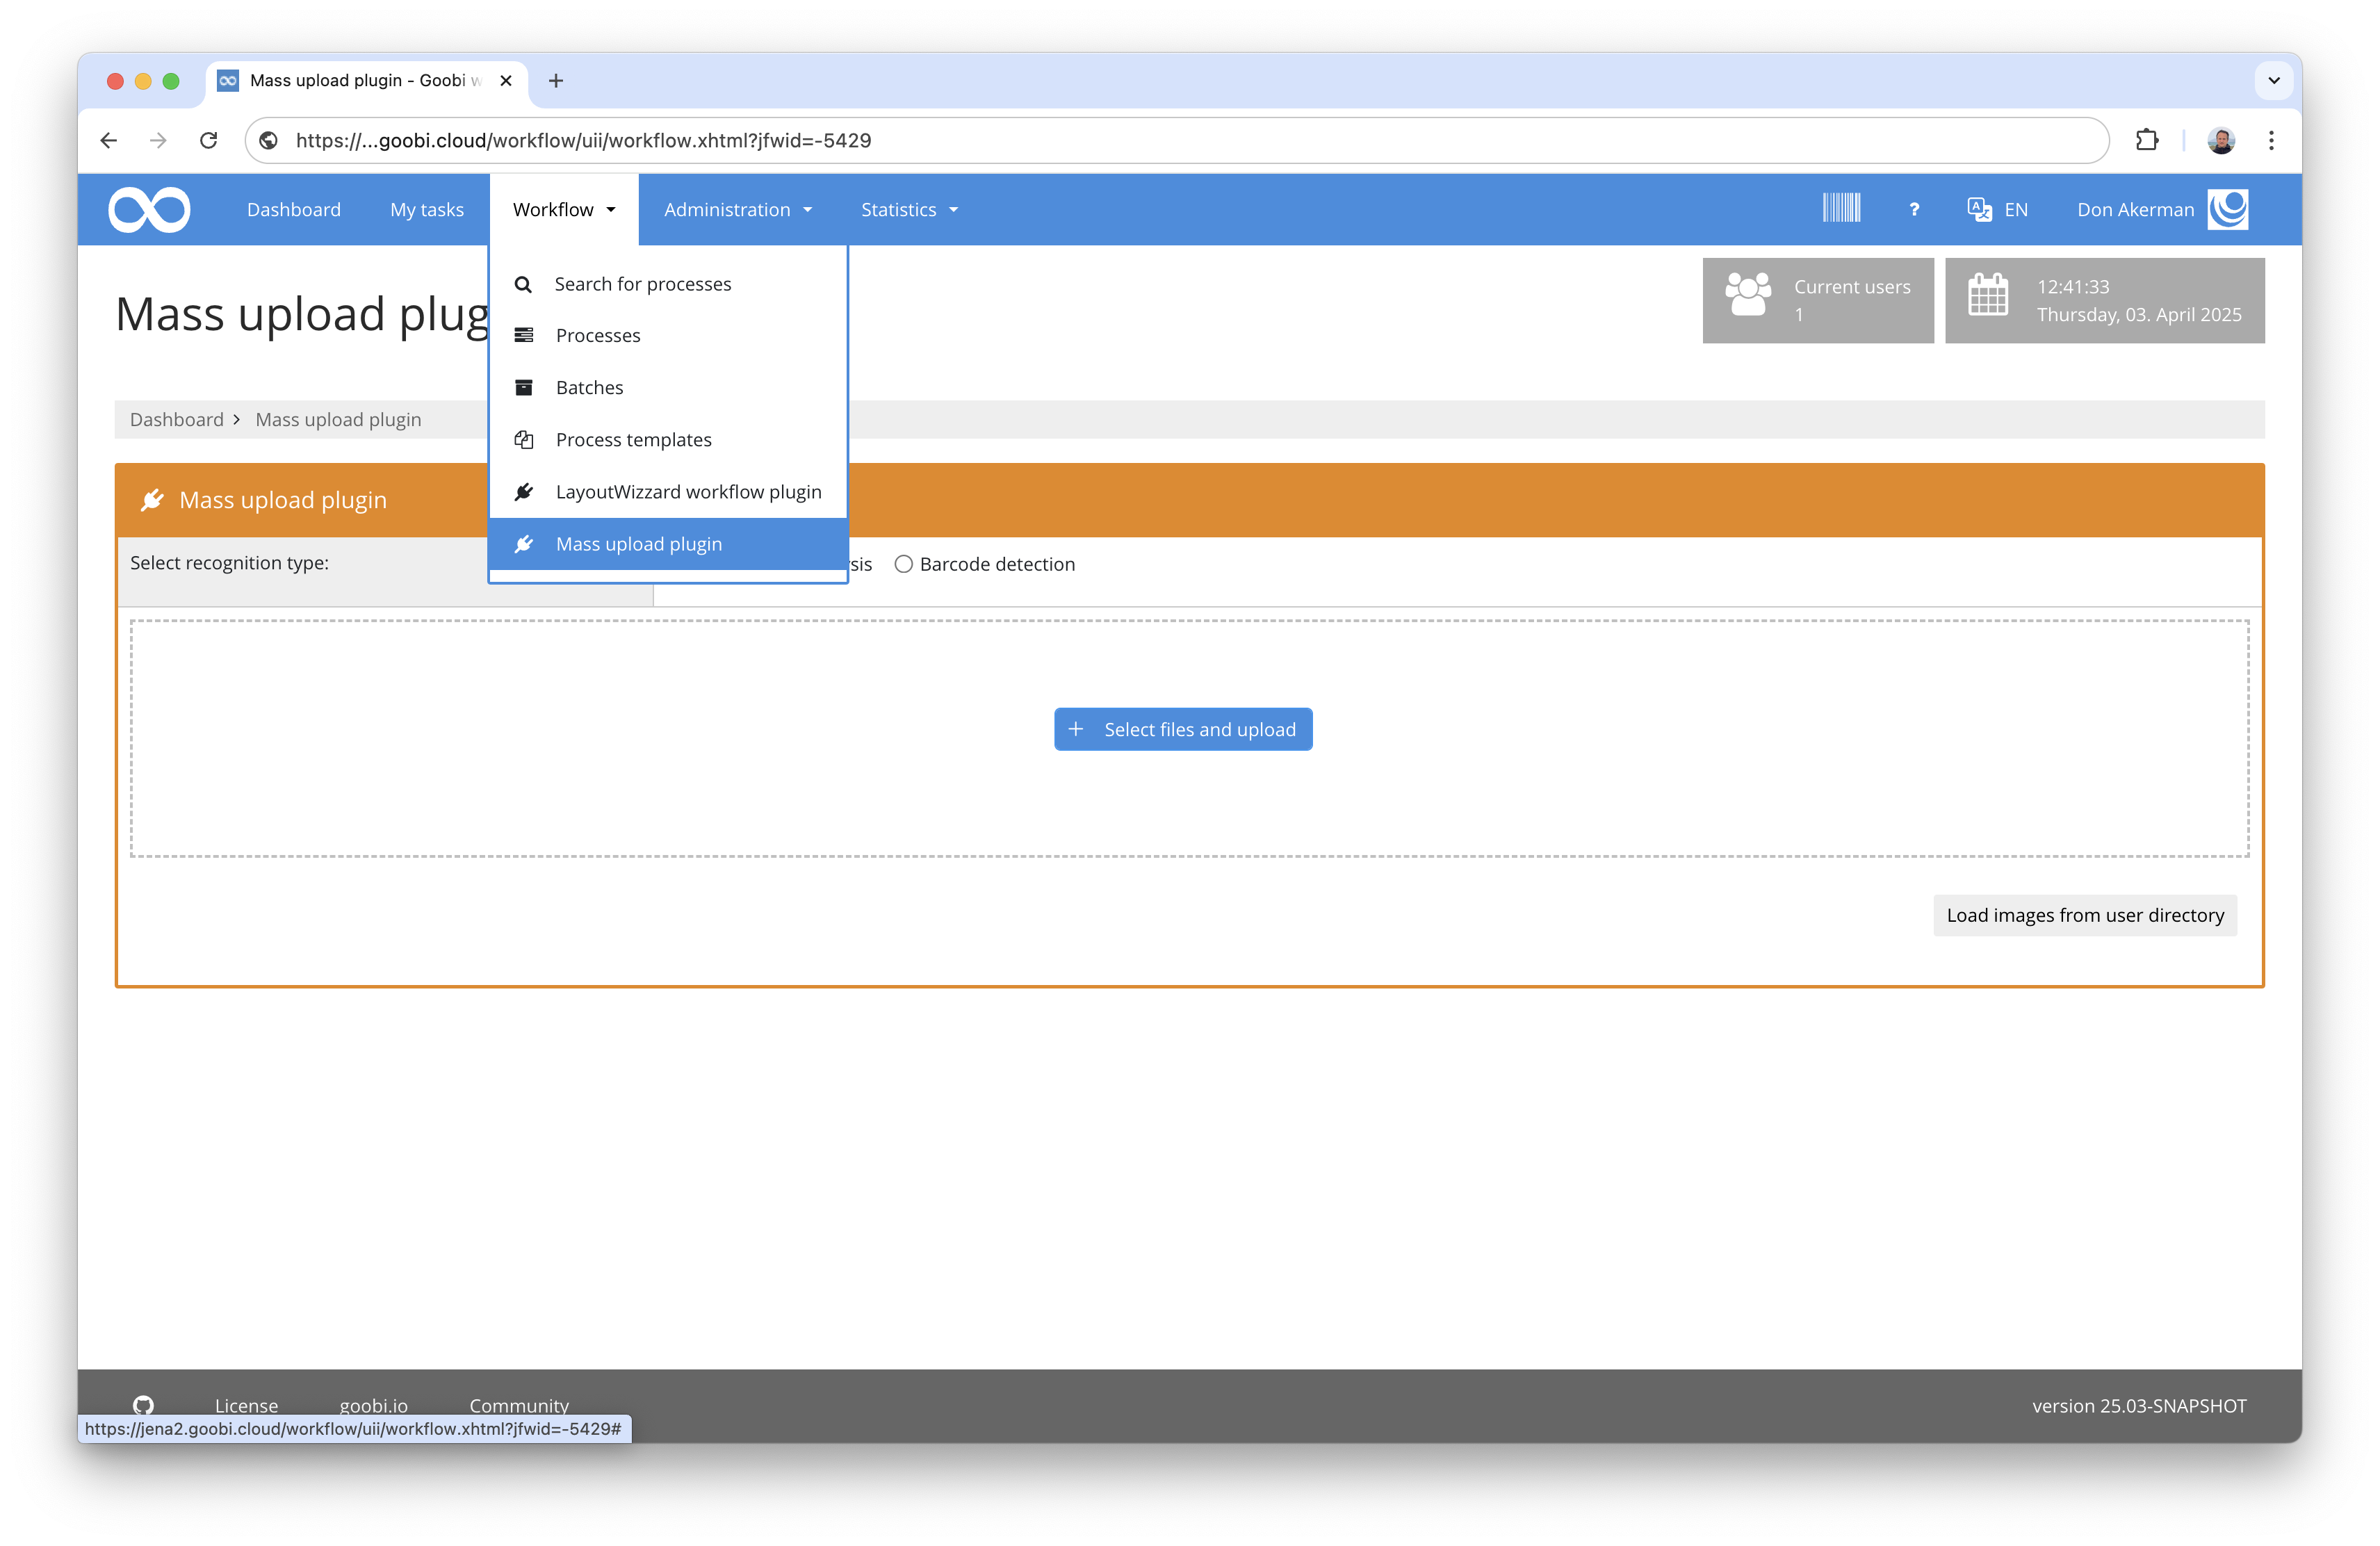 Mass upload plugin - Goobi w
https://...goobi.cloud/workflow/uii/workflow.xhtml?jfwid=-5429
Dashboard My tasks Workflow Administration Statistics ? EN Don Akerman
Search for processes
Processes
Batches
Process templates
LayoutWizzard workflow plugin
Mass upload plugin
Mass upload plug
Current users
1
12:41:33
Thursday, 03. April 2025
Dashboard > Mass upload plugin
Mass upload plugin
Select recognition type:
sis Barcode detection
+ Select files and upload
Load images from user directory
License goobi.io Community version 25.03-SNAPSHOT
https://jena2.goobi.cloud/workflow/uii/workflow.xhtml?jfwid=-5429#